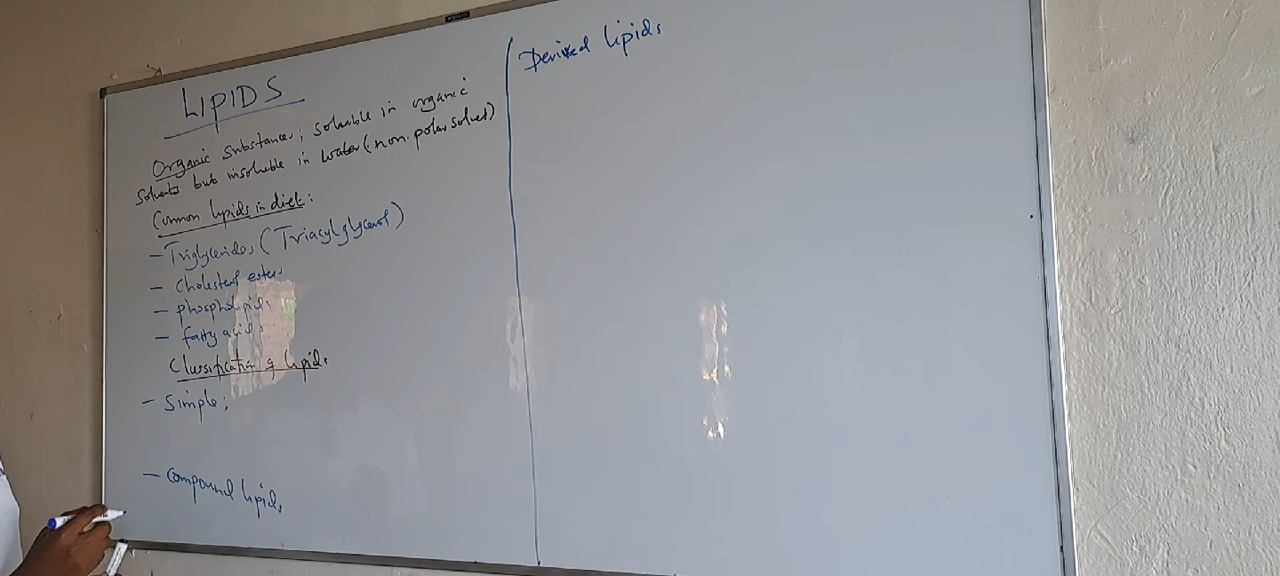 LIPIDS
Organic Substances; soluble in organic
Solvents but insoluble in water (non-polar solved)
Common lipids in diet:
- Triglycerides (Triacylglycerol)
- Cholesterol esters
- phospholipids
- fatty acids
Classification of lipids
- Simple;
- Compound lipids
Derived lipids